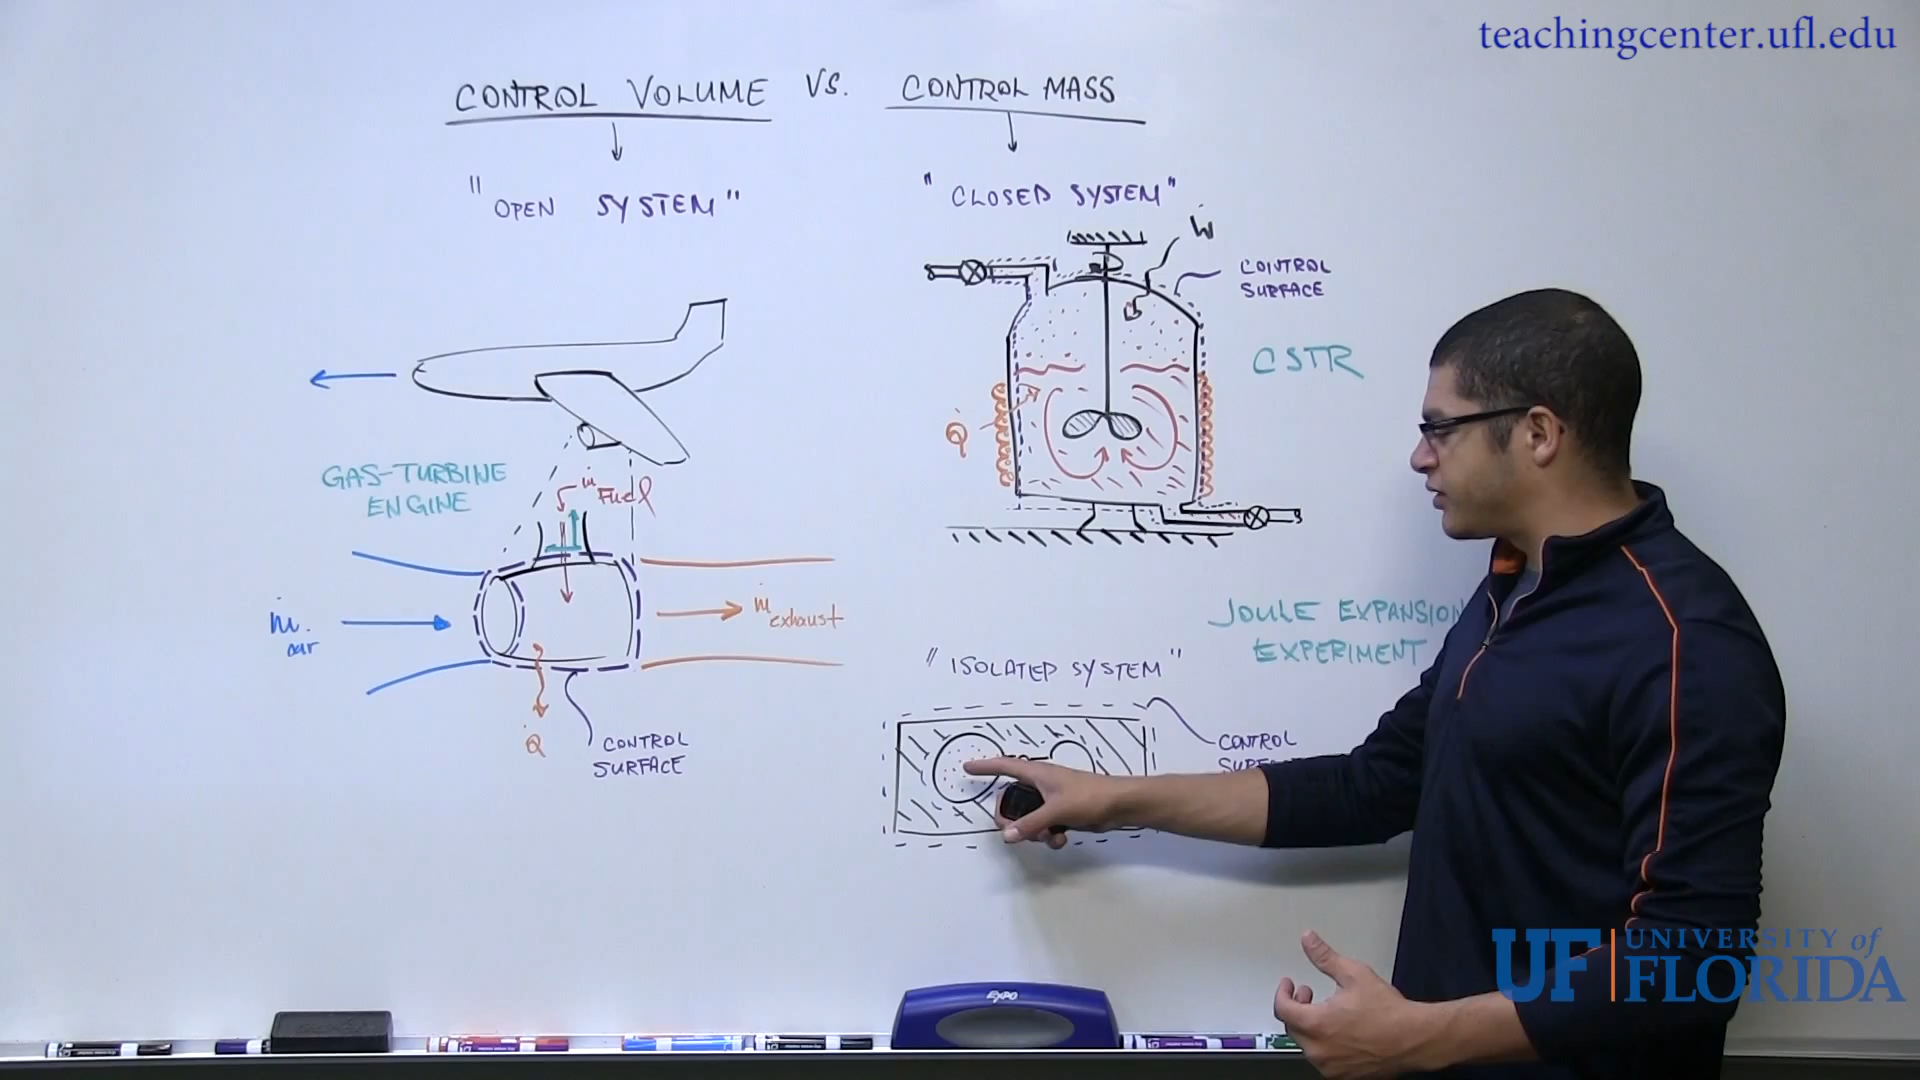 teachingcenter.ufl.edu
CONTROL VOLUME VS. CONTROL MASS
"OPEN SYSTEM"
"CLOSED SYSTEM"
Ẇ
CONTROL
SURFACE
CSTR
Q̇
GAS-TURBINE
ENGINE
ṁ Fuel
ṁ air
ṁ exhaust
Q̇
CONTROL
SURFACE
JOULE EXPANSION
EXPERIMENT
"ISOLATED SYSTEM"
CONTROL
EXPO
UF UNIVERSITY of
FLORIDA